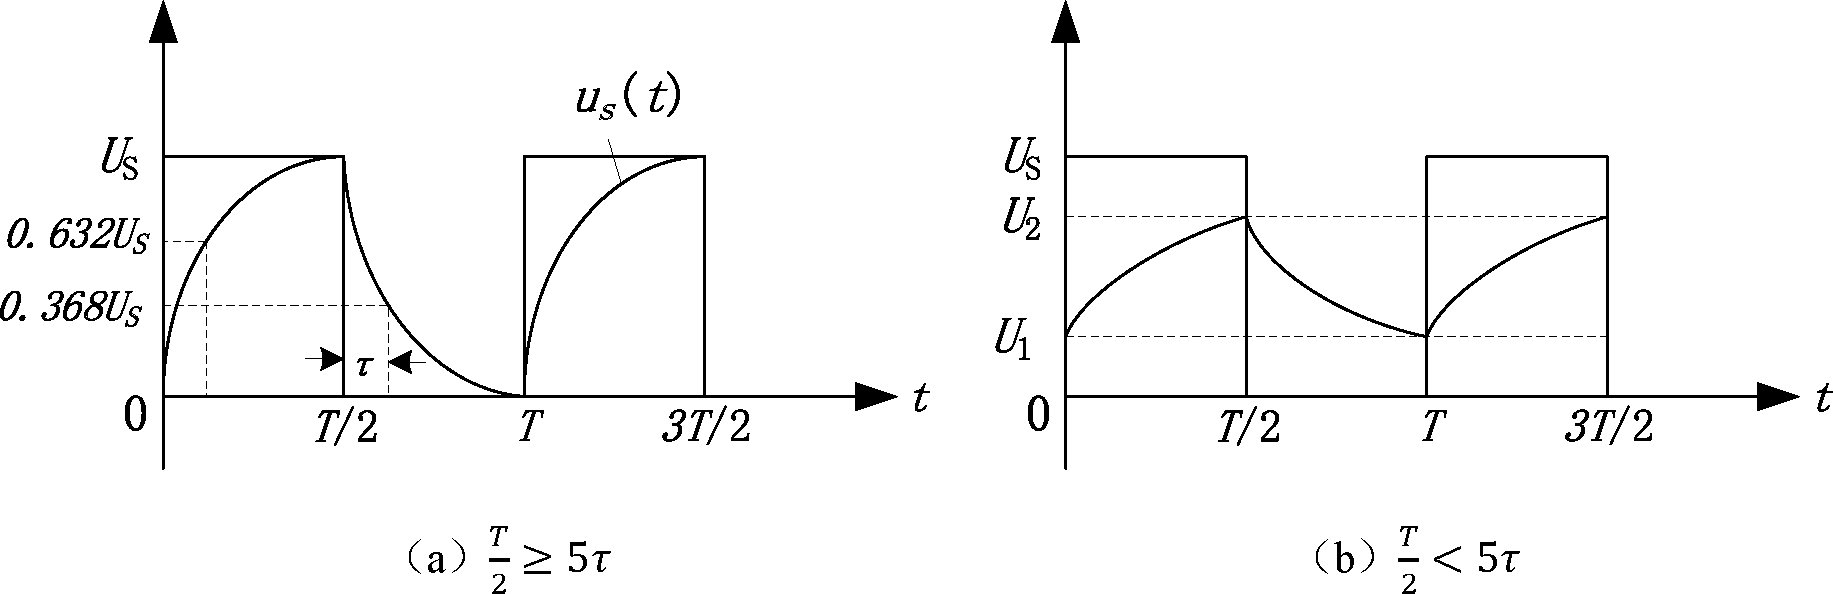 u_s(t)
U_S
0.632U_S
0.368U_S
τ
0
T/2
T
3T/2
t
(a) T/2 ≥ 5τ
U_S
U_2
U_1
0
T/2
T
3T/2
t
(b) T/2 < 5τ